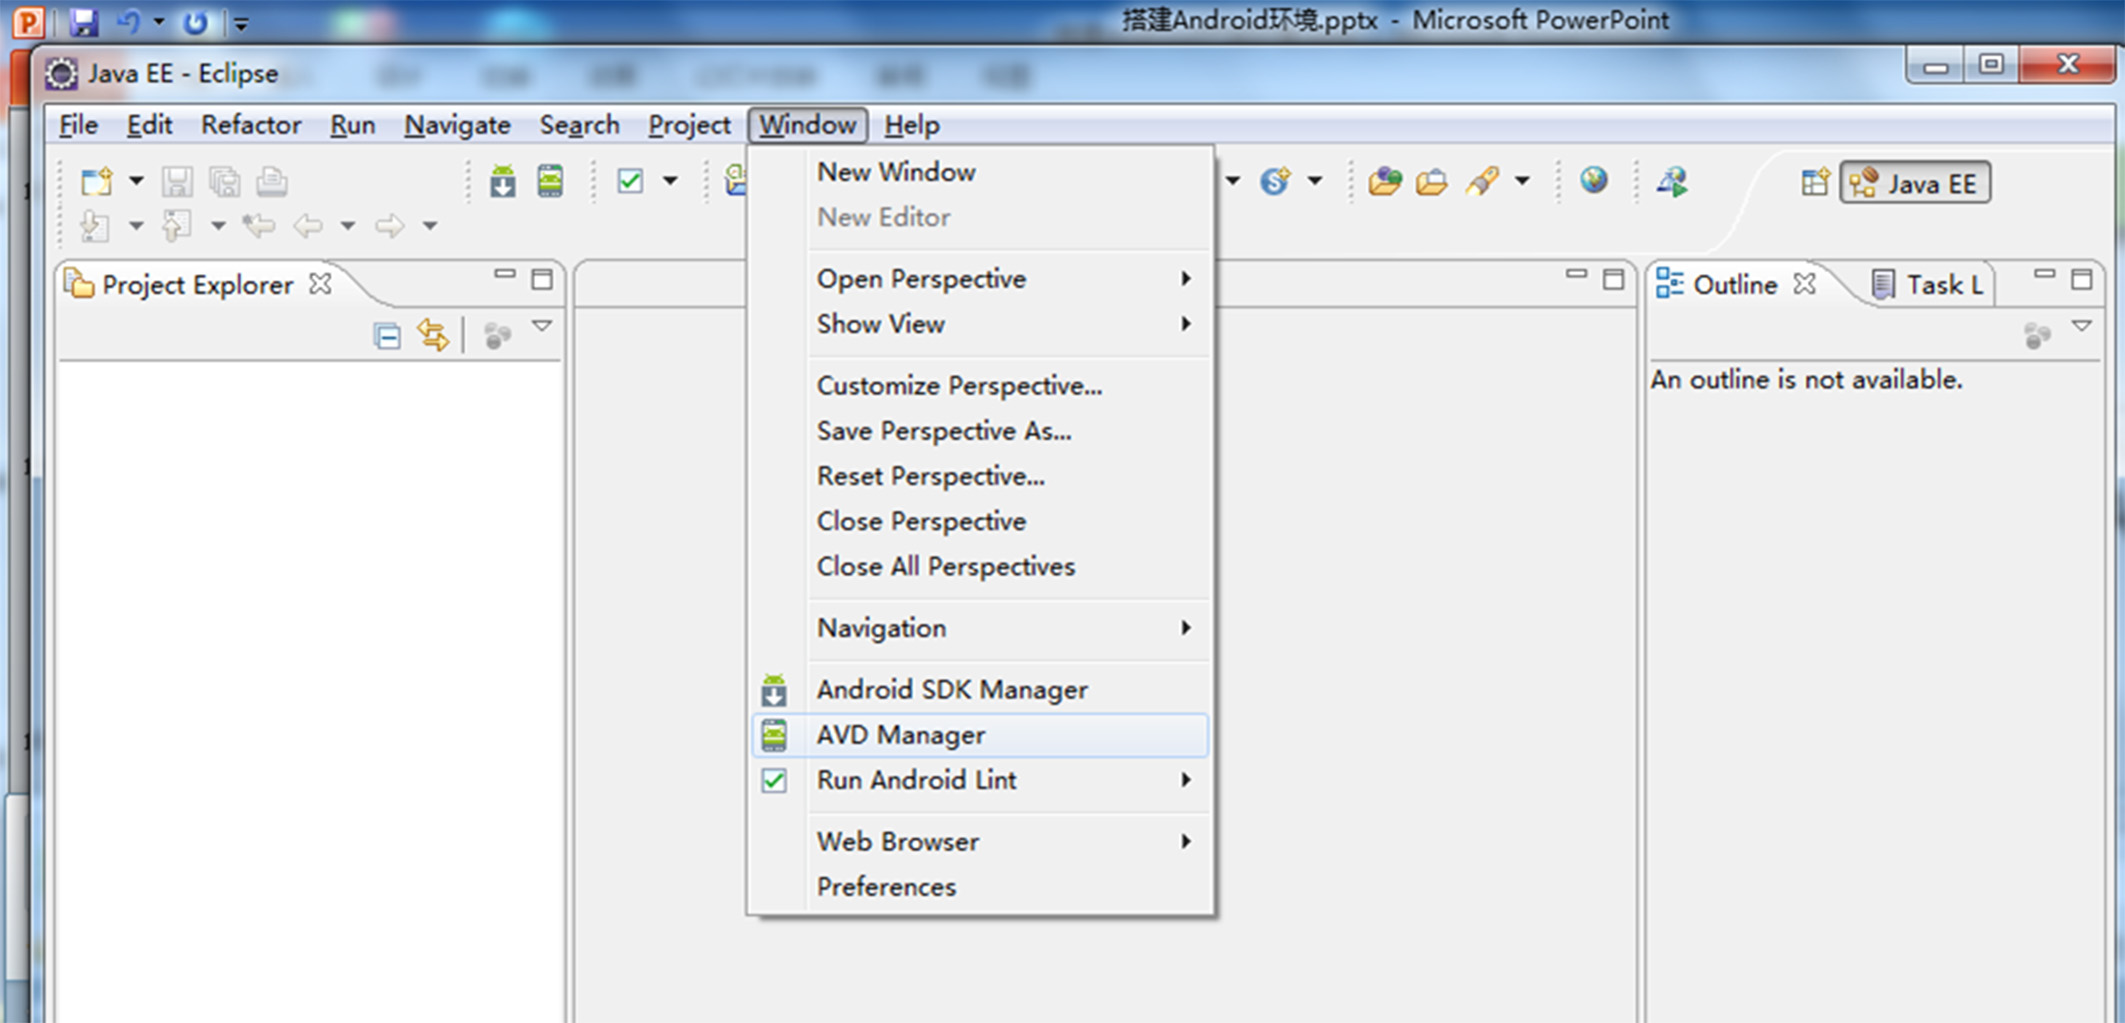 搭建Android环境.pptx - Microsoft PowerPoint
Java EE - Eclipse
File Edit Refactor Run Navigate Search Project Window Help
Java EE
New Window
New Editor
Open Perspective
Show View
Customize Perspective...
Save Perspective As...
Reset Perspective...
Close Perspective
Close All Perspectives
Navigation
Android SDK Manager
AVD Manager
Run Android Lint
Web Browser
Preferences
Project Explorer
Outline
Task L
An outline is not available.